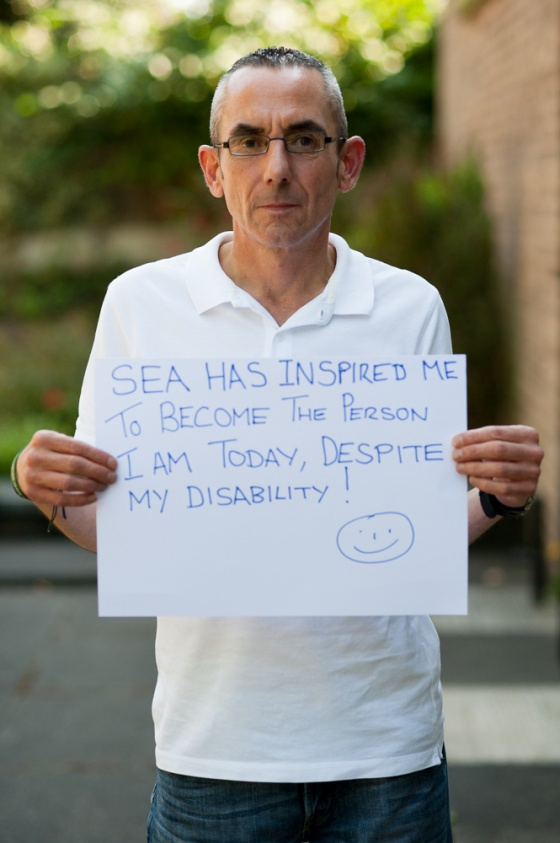 SEA HAS INSPIRED ME
TO BECOME THE PERSON
I AM TODAY, DESPITE
MY DISABILITY !